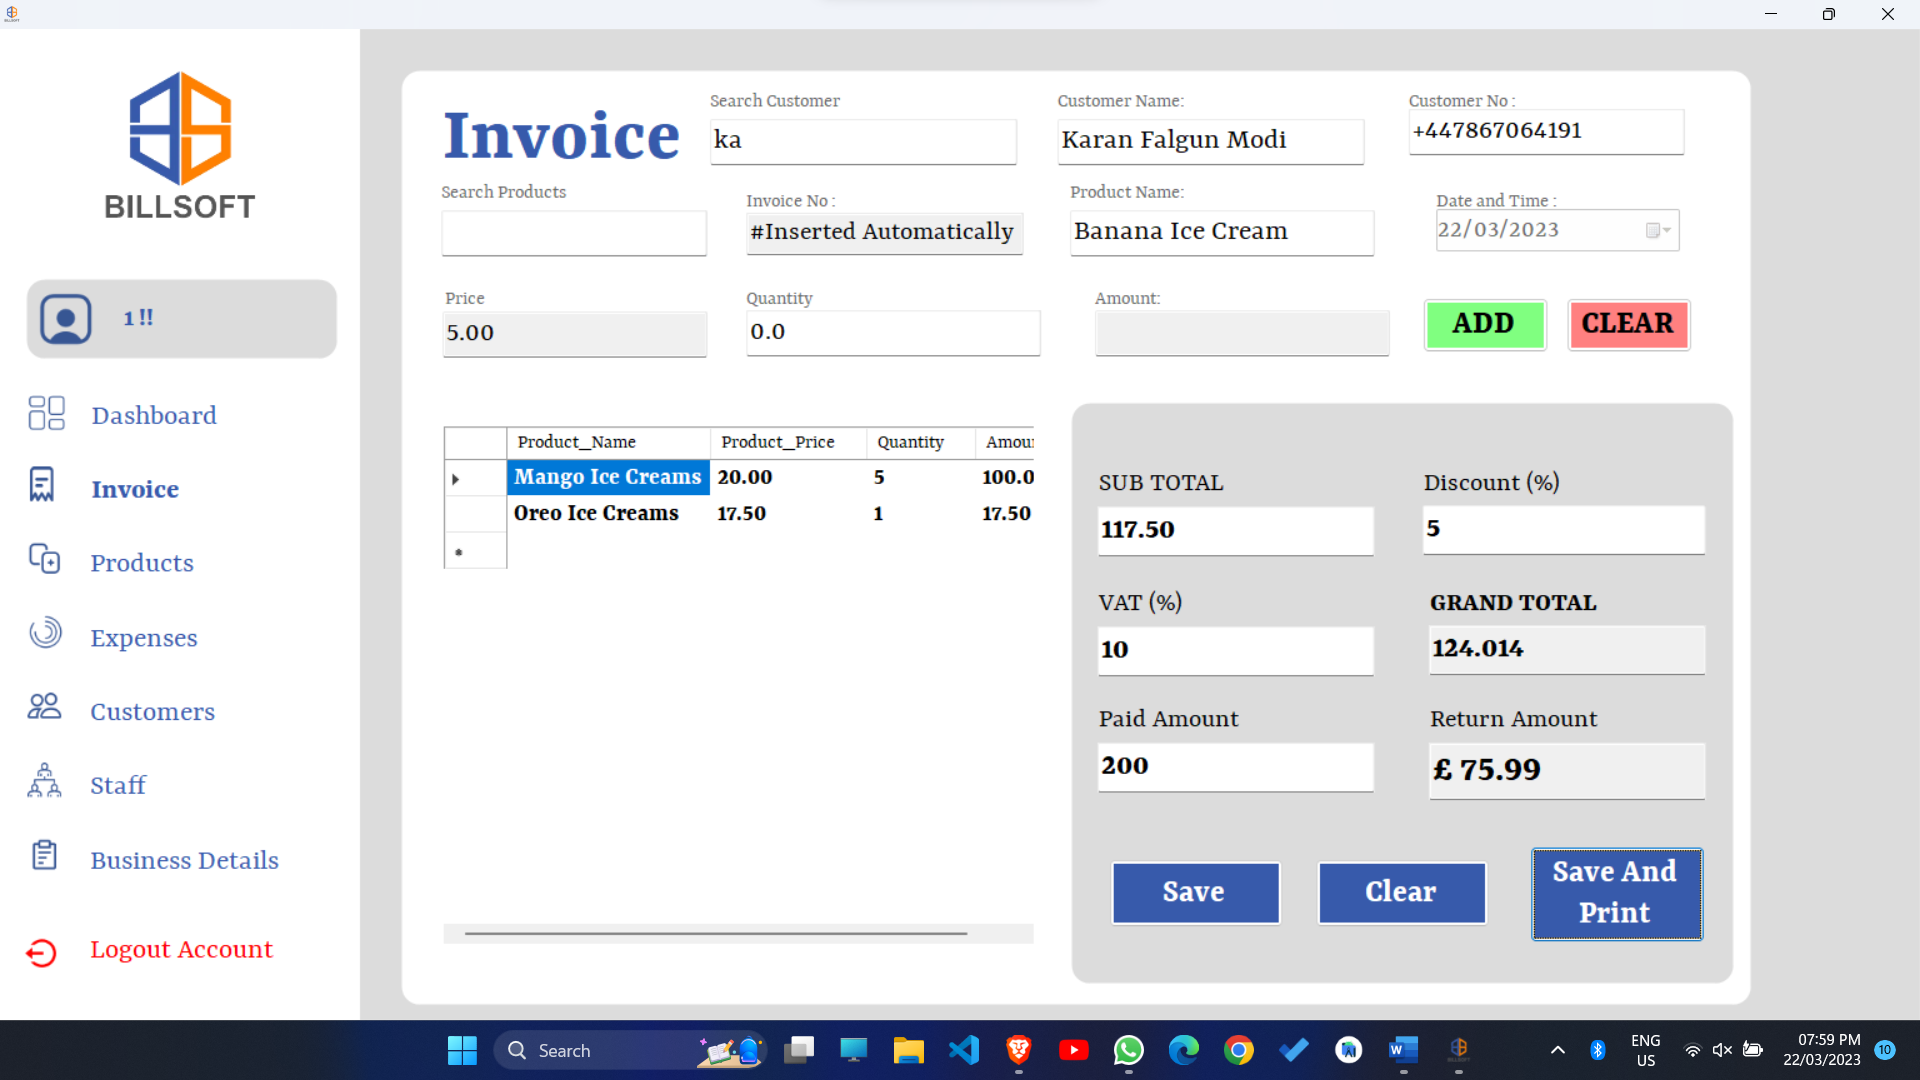 BILLSOFT
1 !!
Dashboard
Invoice
Products
Expenses
Customers
Staff
Business Details
Logout Account
Invoice
Search Customer
ka
Customer Name:
Karan Falgun Modi
Customer No :
+447867064191
Search Products
Invoice No :
#Inserted Automatically
Product Name:
Banana Ice Cream
Date and Time :
22/03/2023
Price
5.00
Quantity
0.0
Amount:
ADD
CLEAR
Product_Name Product_Price Quantity Amou
Mango Ice Creams 20.00 5 100.0
Oreo Ice Creams 17.50 1 17.50
SUB TOTAL
117.50
Discount (%)
5
VAT (%)
10
GRAND TOTAL
124.014
Paid Amount
200
Return Amount
£ 75.99
Save
Clear
Save And
Print
Search
ENG
US
07:59 PM
22/03/2023
10